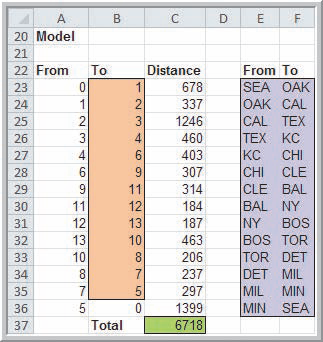 A B C D E F
20 Model
21
22 From To Distance From To
23 0 1 678 SEA OAK
24 1 2 337 OAK CAL
25 2 3 1246 CAL TEX
26 3 4 460 TEX KC
27 4 6 403 KC CHI
28 6 9 307 CHI CLE
29 9 11 314 CLE BAL
30 11 12 184 BAL NY
31 12 13 187 NY BOS
32 13 10 463 BOS TOR
33 10 8 206 TOR DET
34 8 7 237 DET MIL
35 7 5 297 MIL MIN
36 5 0 1399 MIN SEA
37 Total 6718